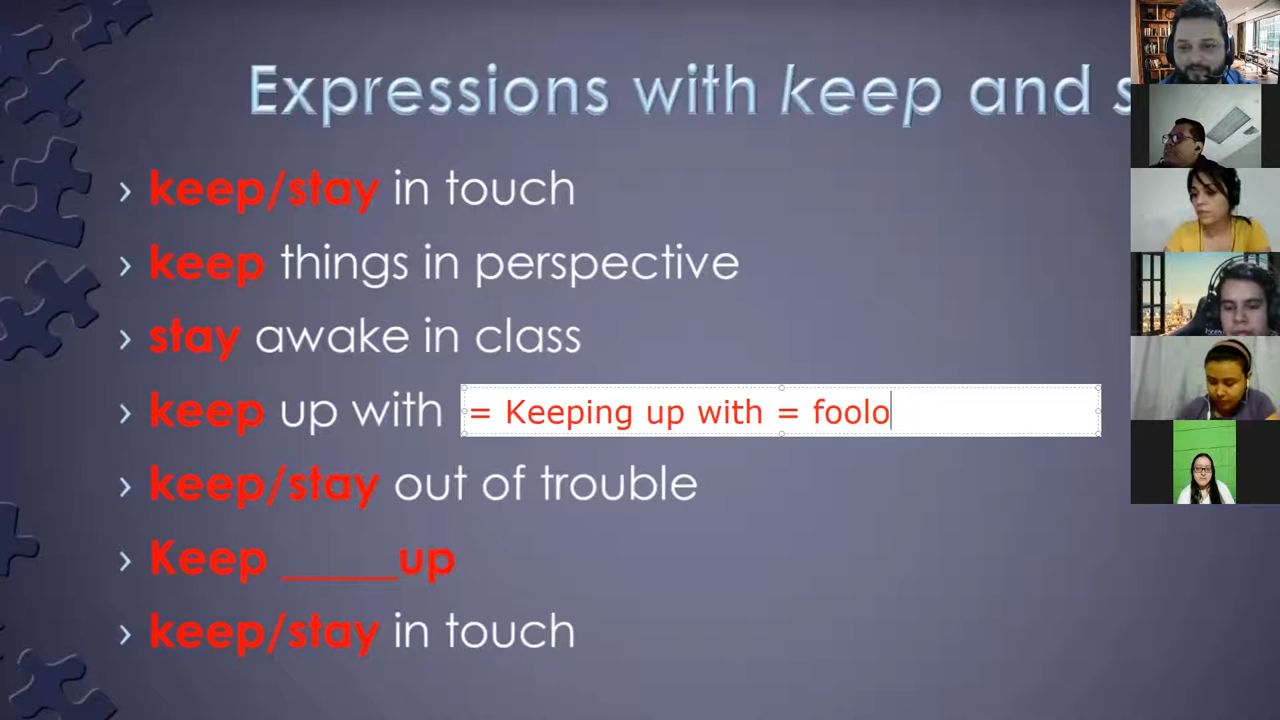 Expressions with keep and s
› keep/stay in touch
› keep things in perspective
› stay awake in class
› keep up with = Keeping up with = foolo
› keep/stay out of trouble
› Keep _____up
› keep/stay in touch